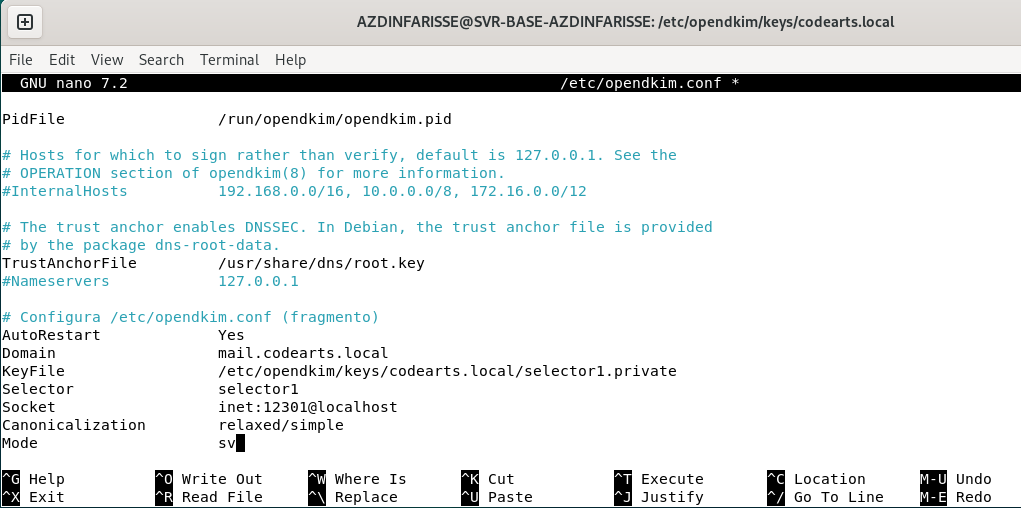 AZDINFARISSE@SVR-BASE-AZDINFARISSE: /etc/opendkim/keys/codearts.local
File Edit View Search Terminal Help
GNU nano 7.2 /etc/opendkim.conf *
PidFile /run/opendkim/opendkim.pid
# Hosts for which to sign rather than verify, default is 127.0.0.1. See the
# OPERATION section of opendkim(8) for more information.
#InternalHosts 192.168.0.0/16, 10.0.0.0/8, 172.16.0.0/12
# The trust anchor enables DNSSEC. In Debian, the trust anchor file is provided
# by the package dns-root-data.
TrustAnchorFile /usr/share/dns/root.key
#Nameservers 127.0.0.1
# Configura /etc/opendkim.conf (fragmento)
AutoRestart Yes
Domain mail.codearts.local
KeyFile /etc/opendkim/keys/codearts.local/selector1.private
Selector selector1
Socket inet:12301@localhost
Canonicalization relaxed/simple
Mode sv
^G Help ^O Write Out ^W Where Is ^K Cut ^T Execute ^C Location M-U Undo
^X Exit ^R Read File ^\ Replace ^U Paste ^J Justify ^/ Go To Line M-E Redo